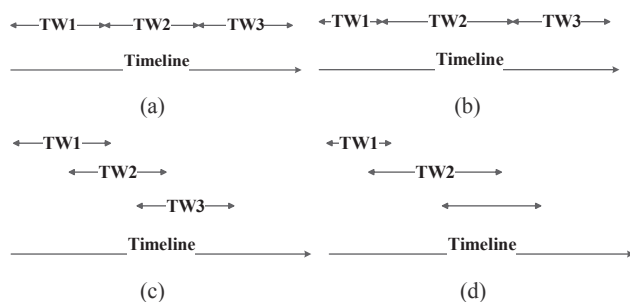 TW1 TW2 TW3
Timeline
(a)
TW1 TW2 TW3
Timeline
(b)
TW1
TW2
TW3
Timeline
(c)
TW1
TW2
Timeline
(d)